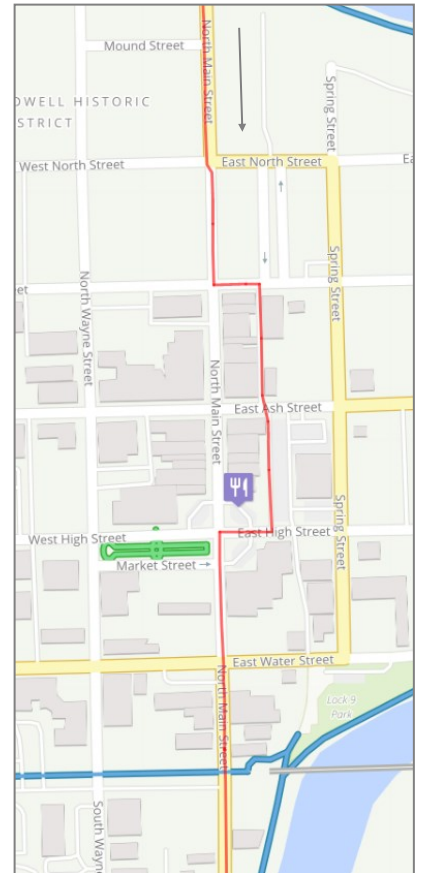 North Main Street
Mound Street
OWELL HISTORIC
STRICT
Spring Street
West North Street
East North Street
Ea
Spring Street
North Wayne Street
et
North Main Street
East Ash Street
Spring Street
West High Street
East High Street
Market Street
East Water Street
North Main Street
Lock 9
Park
South Wayne